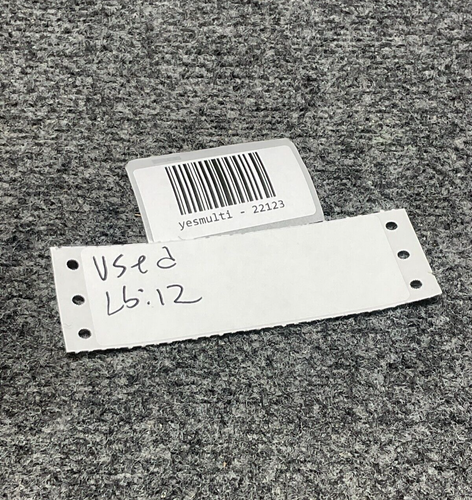 yesmulti - 22123
Used
Lb:12